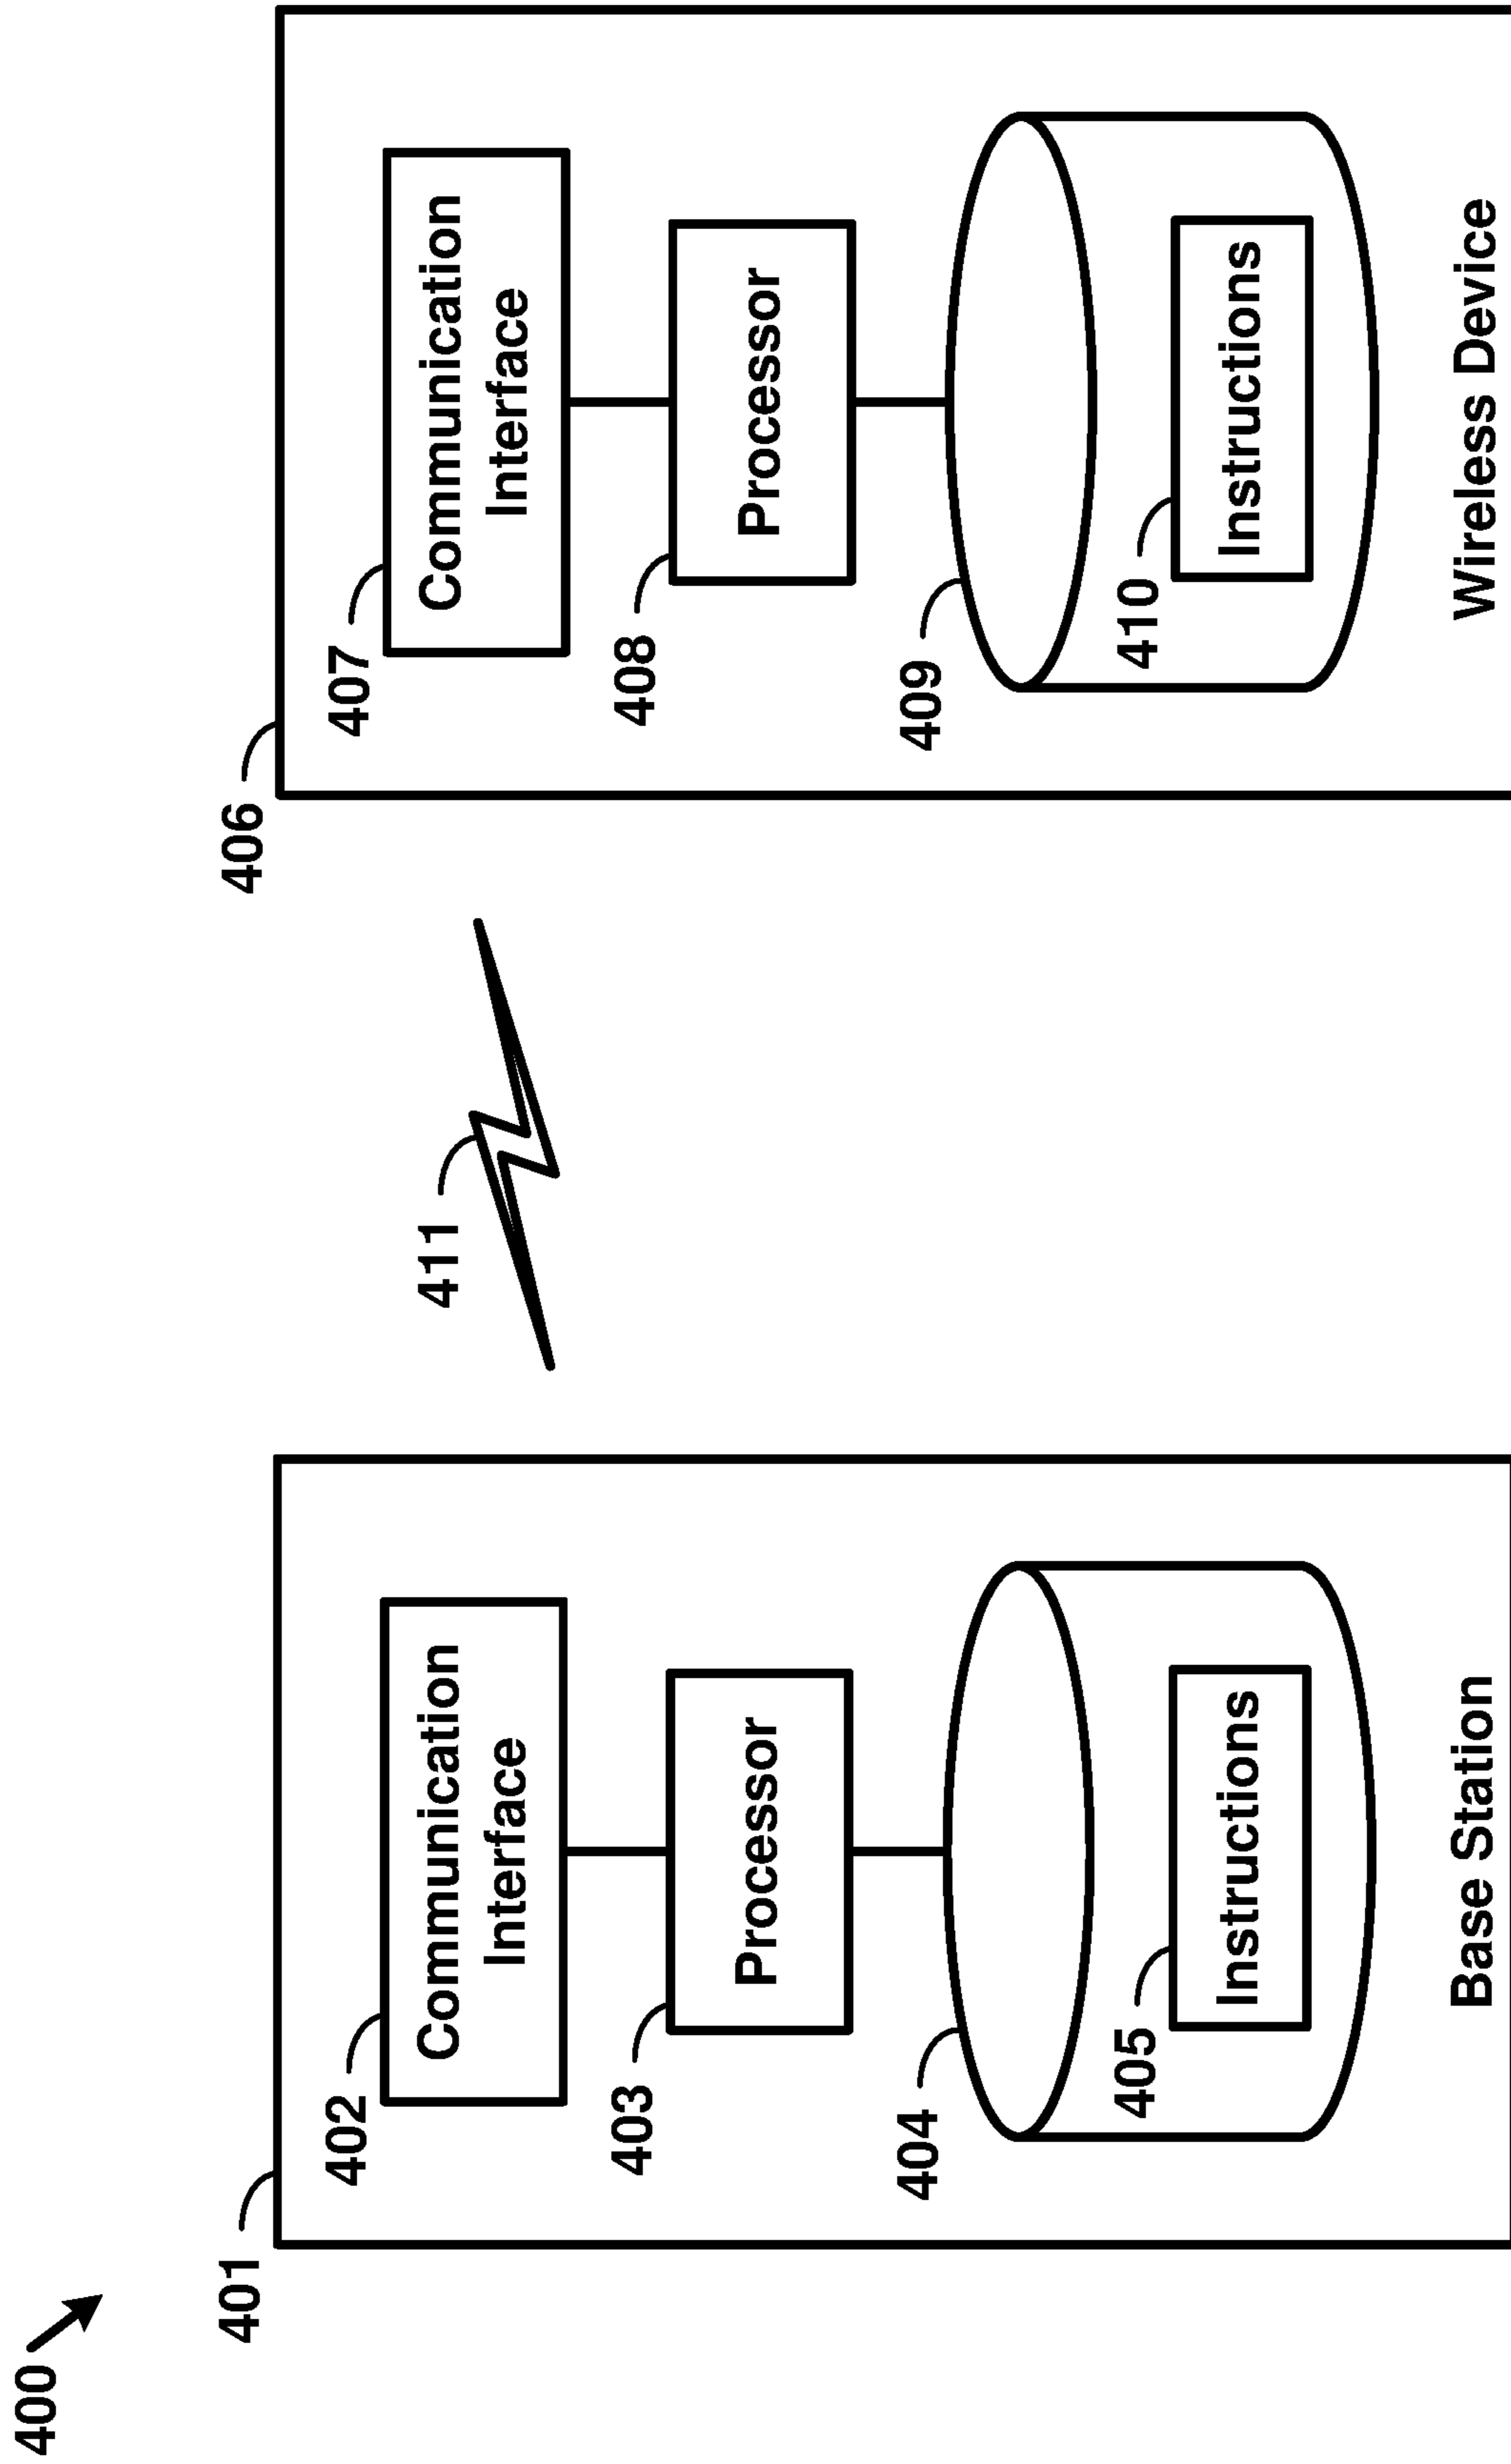 400
401
402
Communication
Interface
403
Processor
404
405
Instructions
Base Station
411
406
407
Communication
Interface
408
Processor
409
410
Instructions
Wireless Device